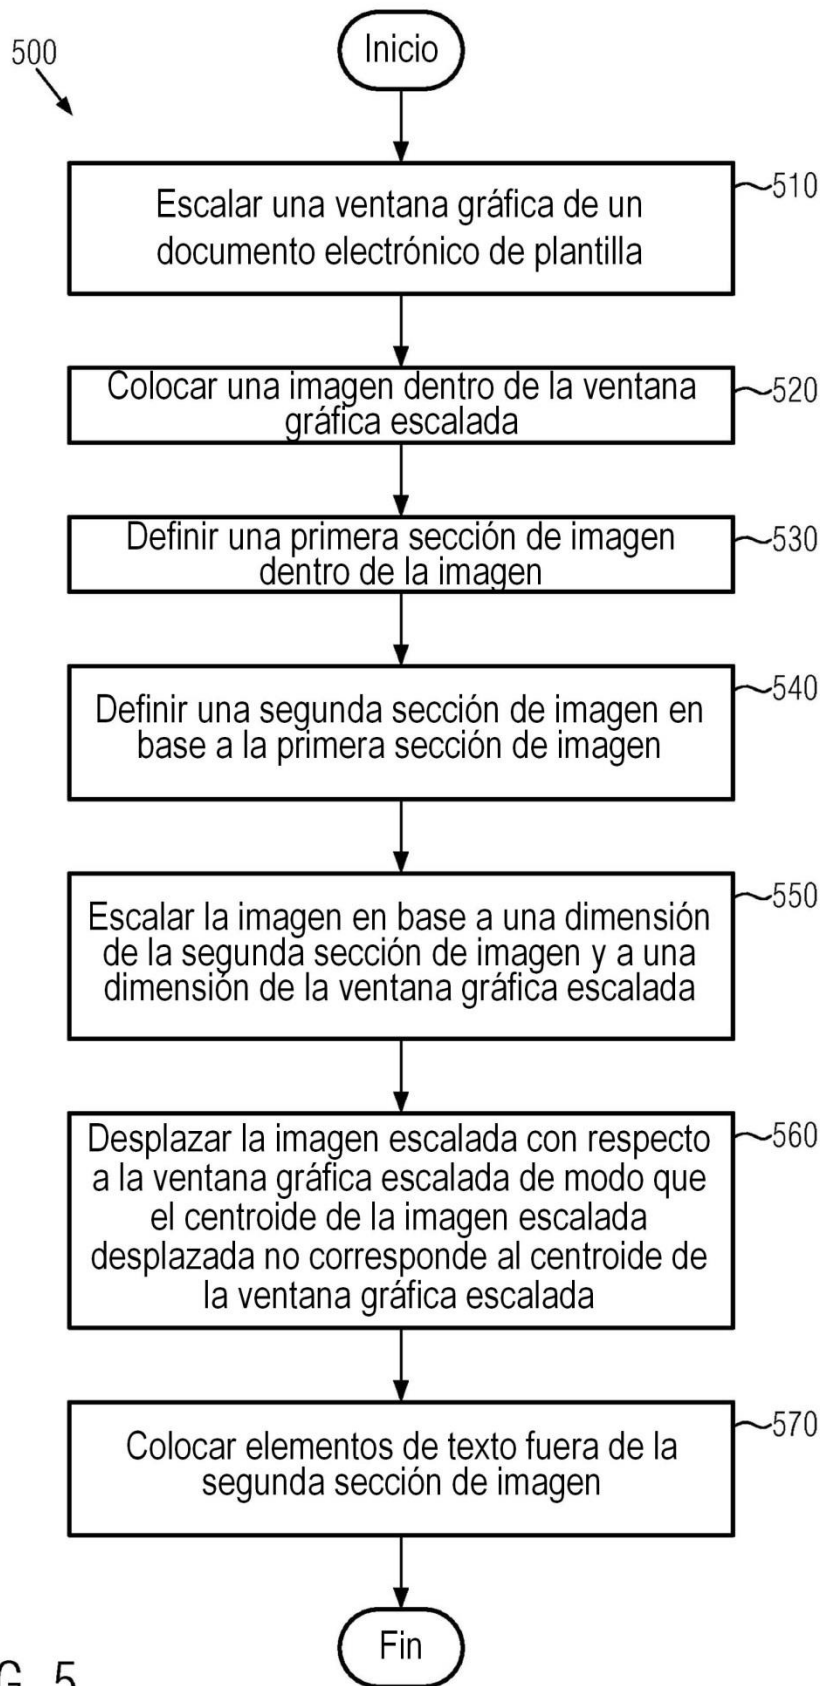 Inicio
500
Escalar una ventana gráfica de un
documento electrónico de plantilla
510
Colocar una imagen dentro de la ventana
gráfica escalada
520
Definir una primera sección de imagen
dentro de la imagen
530
Definir una segunda sección de imagen en
base a la primera sección de imagen
540
Escalar la imagen en base a una dimensión
de la segunda sección de imagen y a una
dimensión de la ventana gráfica escalada
550
Desplazar la imagen escalada con respecto
a la ventana gráfica escalada de modo que
el centroide de la imagen escalada
desplazada no corresponde al centroide de
la ventana gráfica escalada
560
Colocar elementos de texto fuera de la
segunda sección de imagen
570
Fin
G. 5